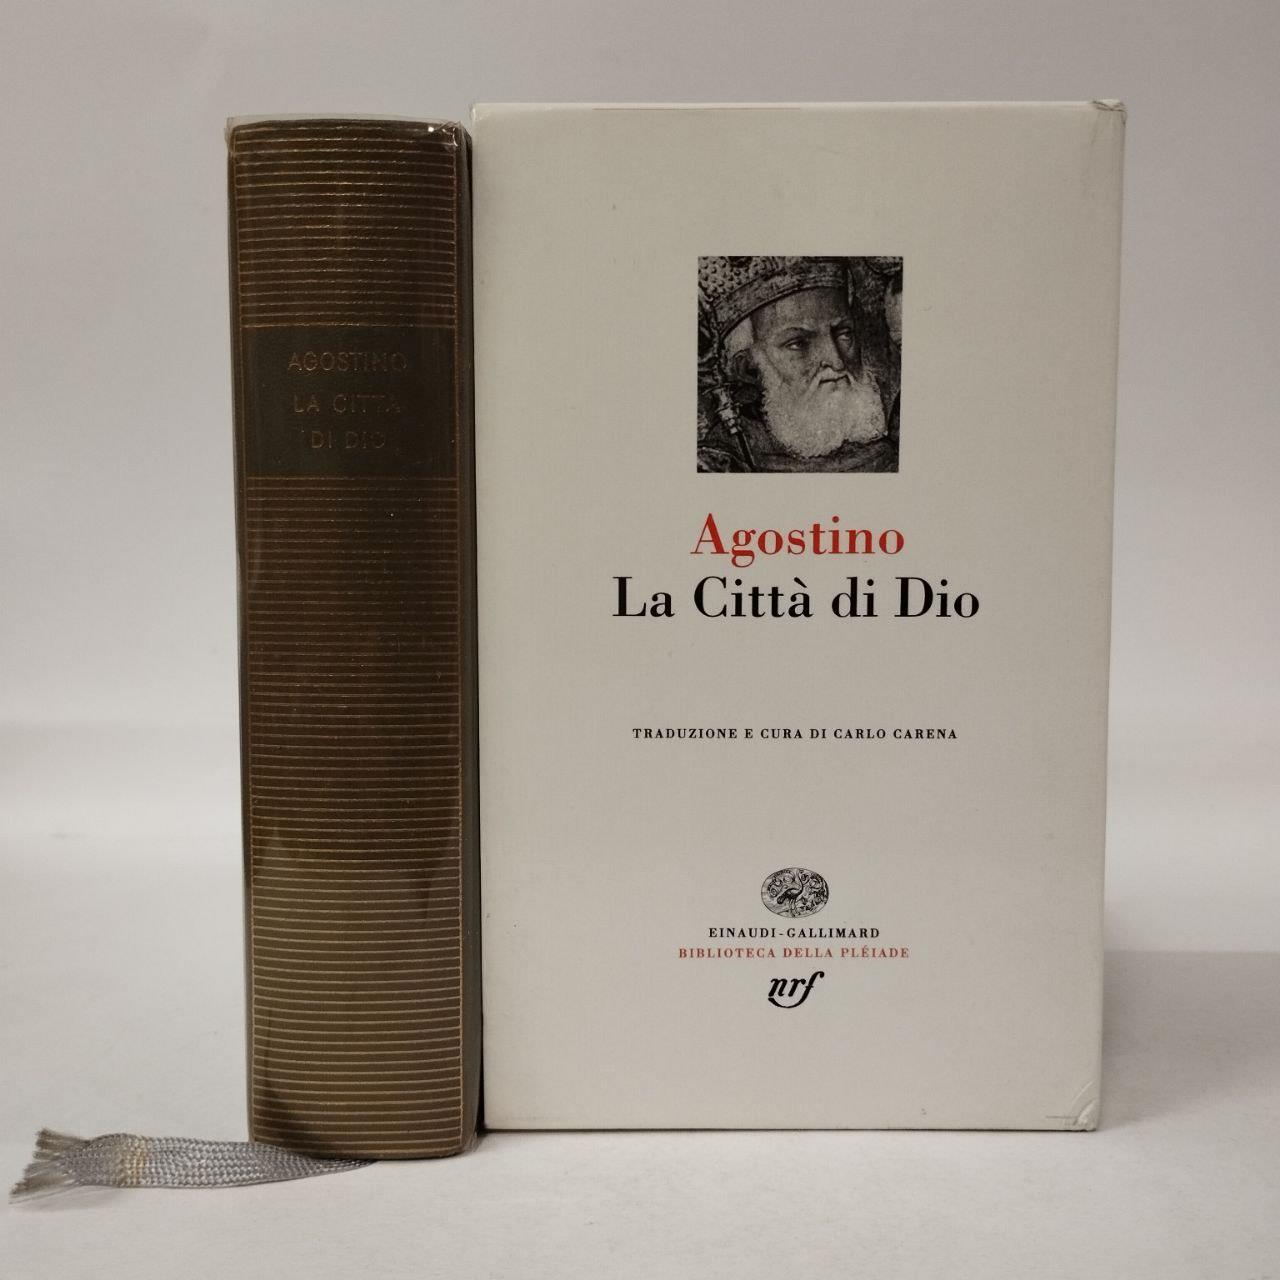 AGOSTINO
LA CITTÀ
DI DIO
Agostino
La Città di Dio
TRADUZIONE E CURA DI CARLO CARENA
EINAUDI-GALLIMARD
BIBLIOTECA DELLA PLÉIADE
nrf